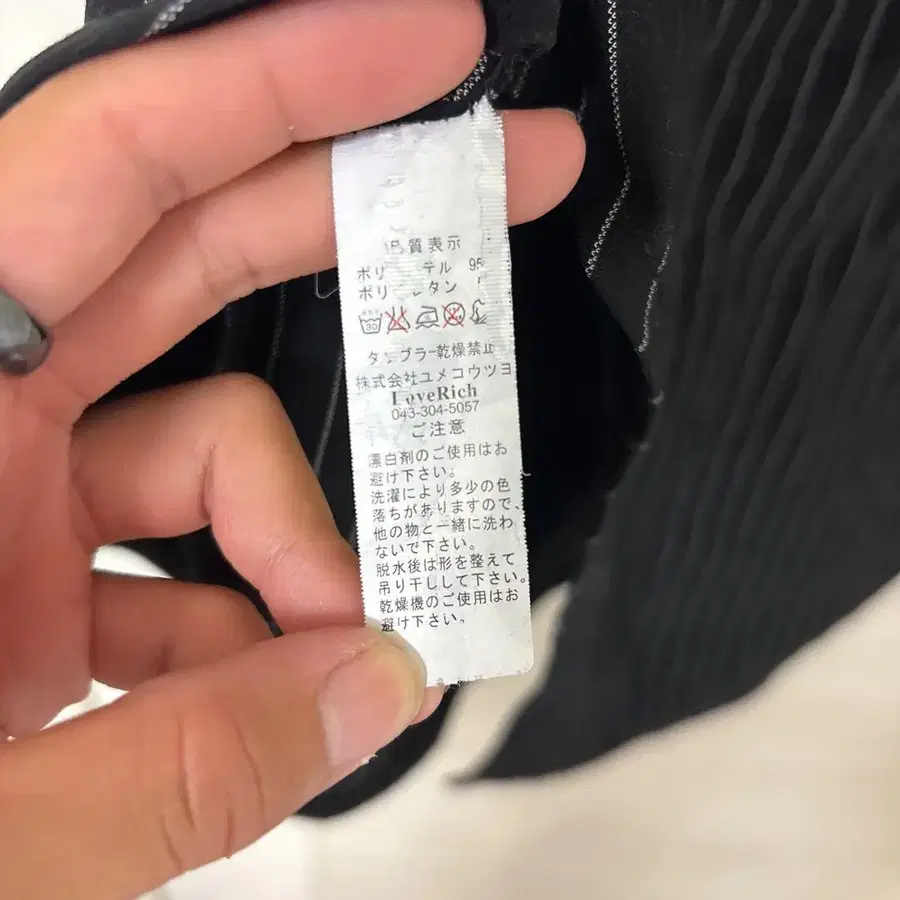 質表示
ポリ テル 95
ポリ レタン
30
タンブラー乾燥禁止
株式会社ユメコウツヨ
LoveRich
043-304-5057
ご注意
漂白剤のご使用はお
避け下さい。
洗濯により多少の色
落ちがありますので、
他の物と一緒に洗わ
ないで下さい。
脱水後は形を整えて
吊り干しして下さい。
乾燥機のご使用はお
避け下さい。